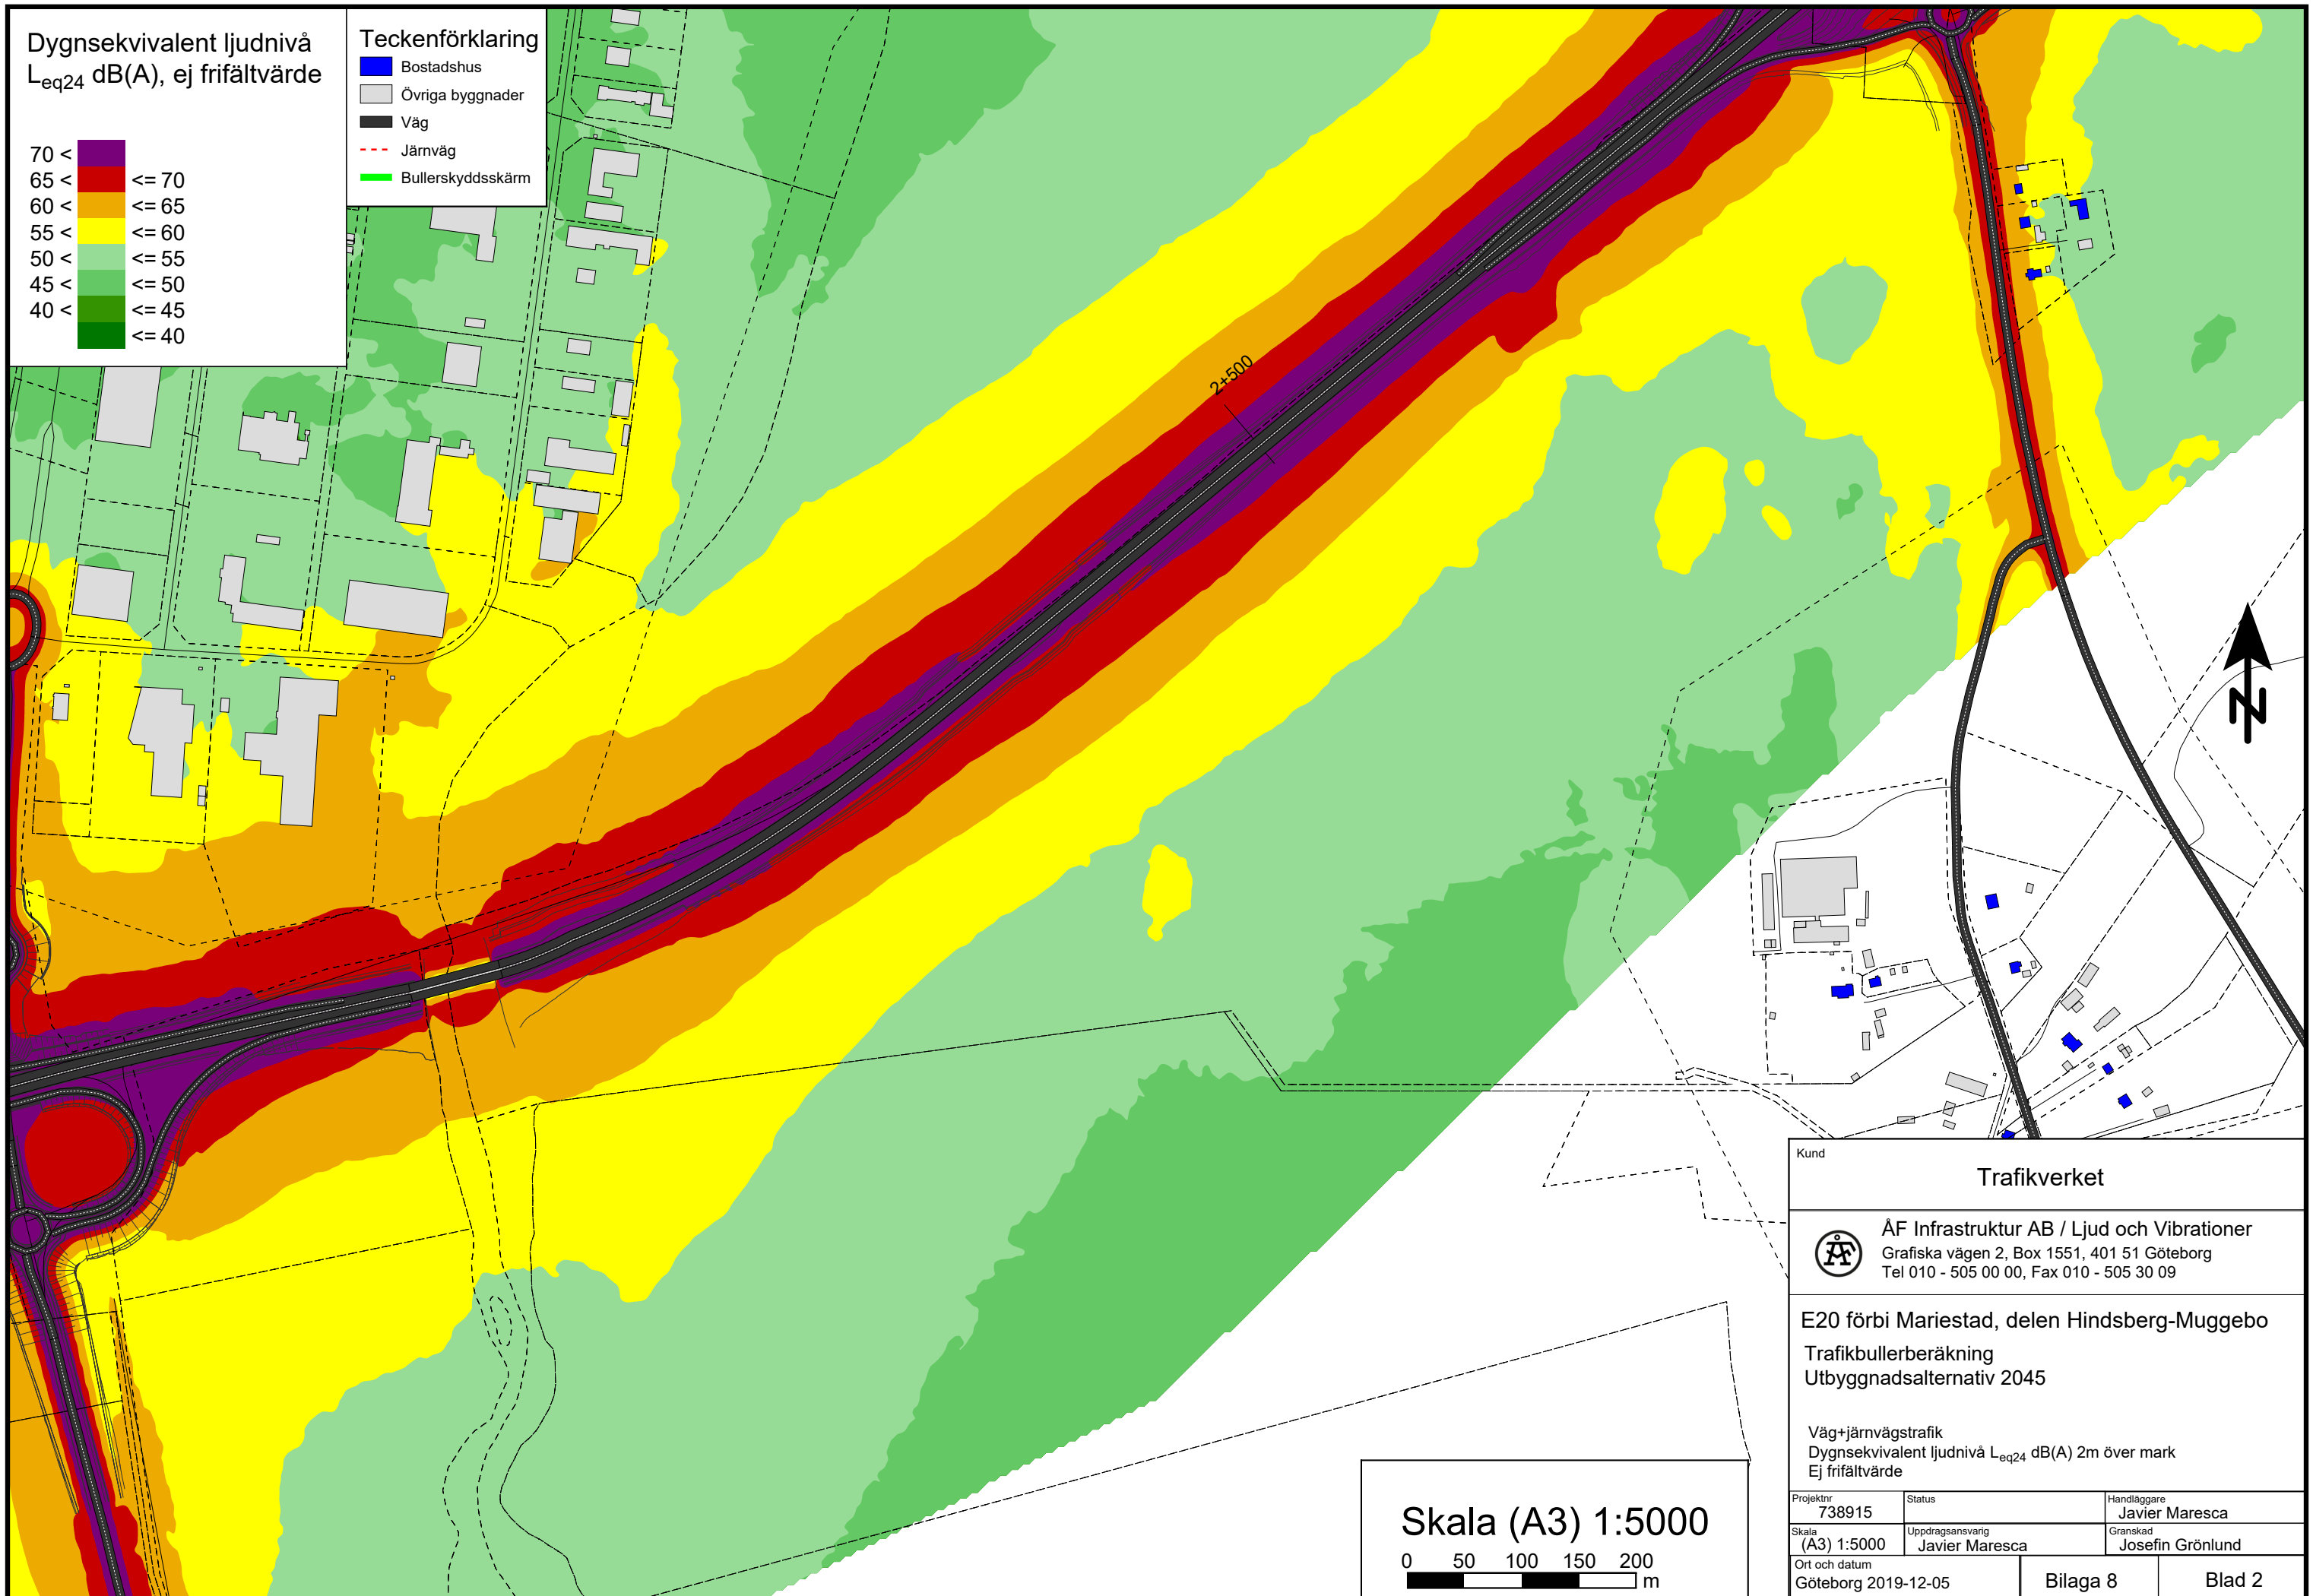 Dygnsekvivalent ljudnivå
Leq24 dB(A), ej frifältvärde
70 <
65 < <= 70
60 < <= 65
55 < <= 60
50 < <= 55
45 < <= 50
40 < <= 45
<= 40
Teckenförklaring
Bostadshus
Övriga byggnader
Väg
Järnväg
Bullerskyddsskärm
2+500
N
Skala (A3) 1:5000
0 50 100 150 200
m
Kund
Trafikverket
ÅF
ÅF Infrastruktur AB / Ljud och Vibrationer
Grafiska vägen 2, Box 1551, 401 51 Göteborg
Tel 010 - 505 00 00, Fax 010 - 505 30 09
E20 förbi Mariestad, delen Hindsberg-Muggebo
Trafikbullerberäkning
Utbyggnadsalternativ 2045
Väg+järnvägstrafik
Dygnsekvivalent ljudnivå Leq24 dB(A) 2m över mark
Ej frifältvärde
Projektnr
738915
Status
Handläggare
Javier Maresca
Skala
(A3) 1:5000
Uppdragsansvarig
Javier Maresca
Granskad
Josefin Grönlund
Ort och datum
Göteborg 2019-12-05
Bilaga 8
Blad 2